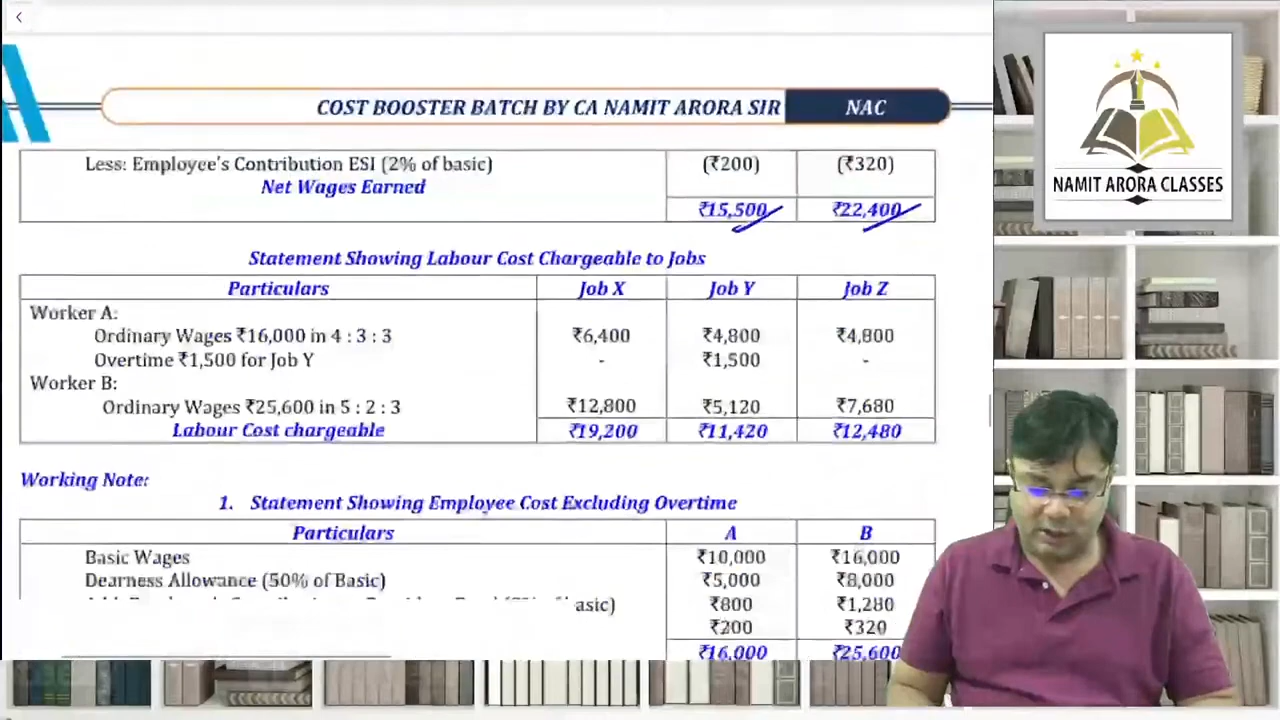 COST BOOSTER BATCH BY CA NAMIT ARORA SIR NAC
NAMIT ARORA CLASSES
Less: Employee's Contribution ESI (2% of basic) (₹200) (₹320)
Net Wages Earned
₹15,500 ₹22,400
Statement Showing Labour Cost Chargeable to Jobs
Particulars Job X Job Y Job Z
Worker A:
Ordinary Wages ₹16,000 in 4 : 3 : 3 ₹6,400 ₹4,800 ₹4,800
Overtime ₹1,500 for Job Y - ₹1,500 -
Worker B:
Ordinary Wages ₹25,600 in 5 : 2 : 3 ₹12,800 ₹5,120 ₹7,680
Labour Cost chargeable ₹19,200 ₹11,420 ₹12,480
Working Note:
1. Statement Showing Employee Cost Excluding Overtime
Particulars A B
Basic Wages ₹10,000 ₹16,000
Dearness Allowance (50% of Basic) ₹5,000 ₹8,000
asic) ₹800 ₹1,280
₹200 ₹320
₹16,000 ₹25,600